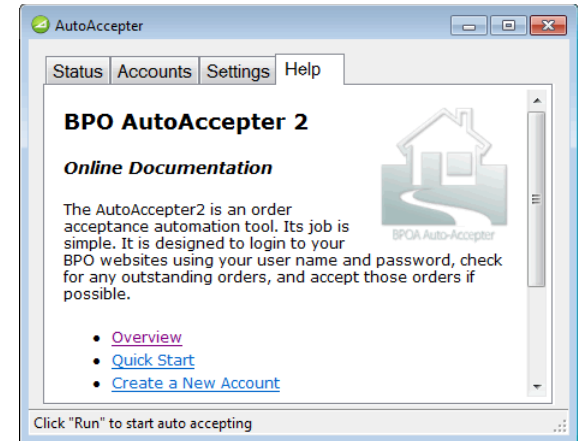 AutoAccepter
Status Accounts Settings Help
BPO AutoAccepter 2
Online Documentation
BPOA Auto-Accepter
The AutoAccepter2 is an order
acceptance automation tool. Its job is
simple. It is designed to login to your
BPO websites using your user name and password, check
for any outstanding orders, and accept those orders if
possible.
• Overview
• Quick Start
• Create a New Account
Click "Run" to start auto accepting